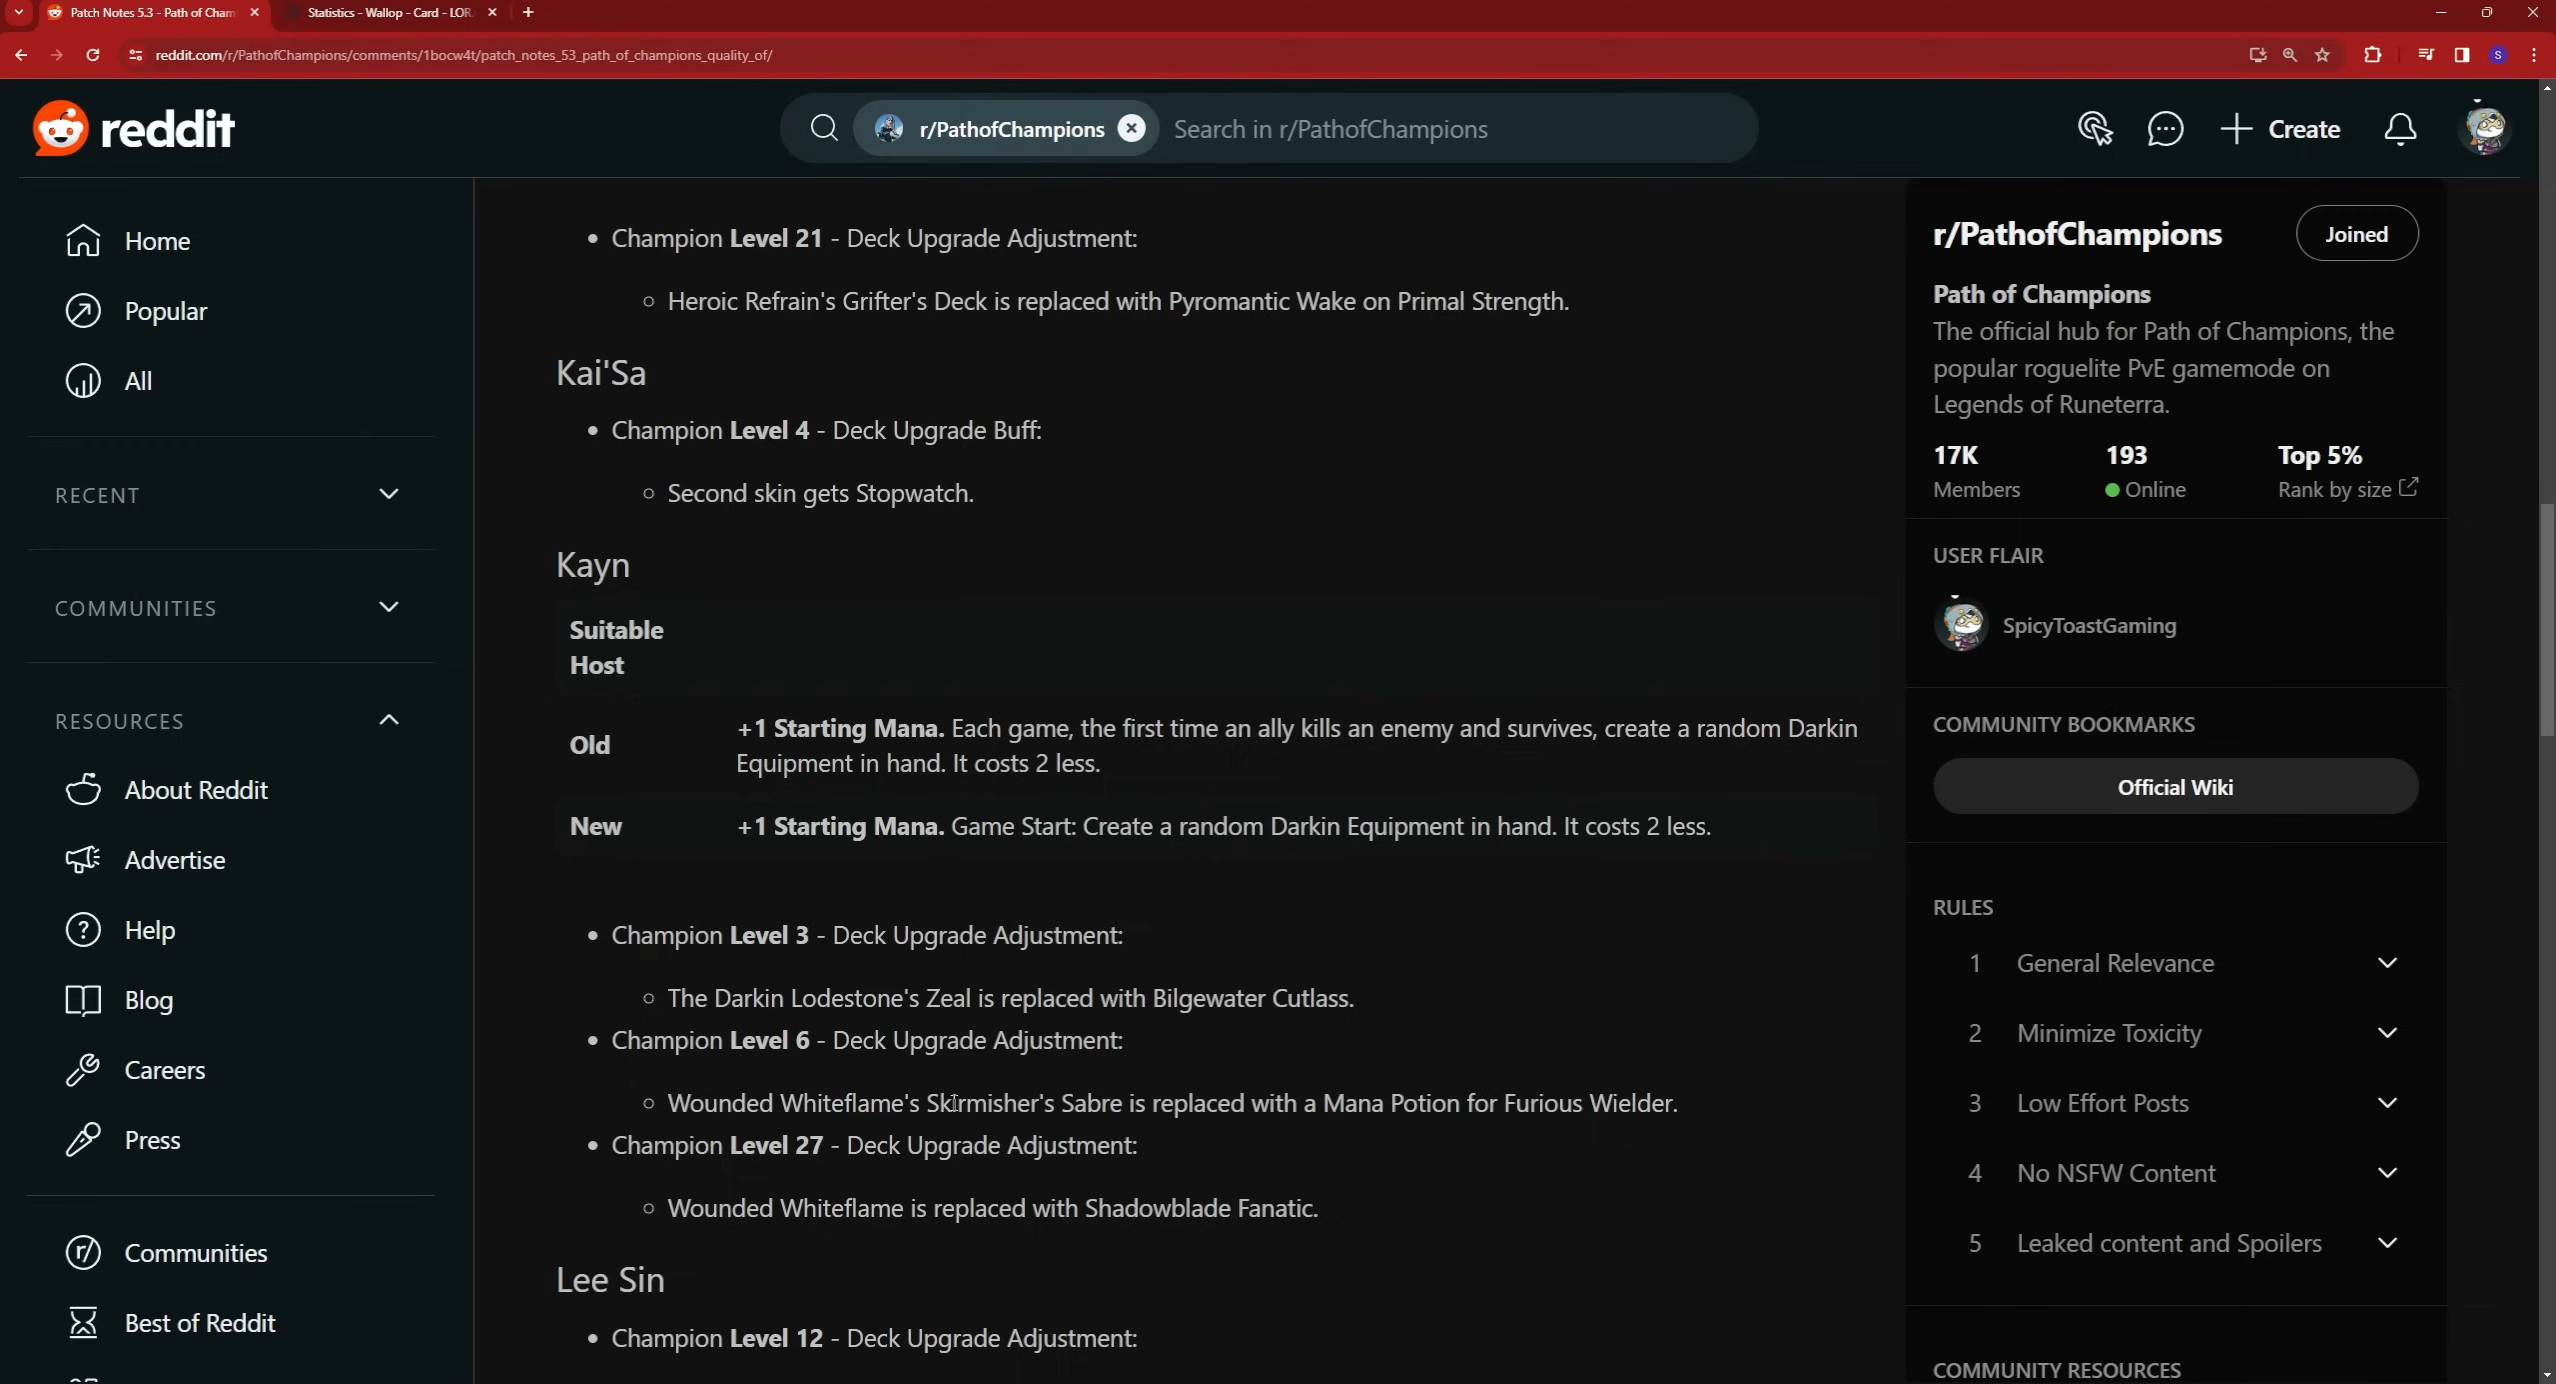 Patch Notes 5.3 - Path of Cham
Statistics - Wallop - Card - LOR
reddit.com/r/PathofChampions/comments/1bocw4t/patch_notes_53_path_of_champions_quality_of/
S
reddit
r/PathofChampions
Search in r/PathofChampions
Create
Home
Popular
All
RECENT
COMMUNITIES
RESOURCES
About Reddit
Advertise
Help
Blog
Careers
Press
Communities
Best of Reddit
• Champion Level 21 - Deck Upgrade Adjustment:
○ Heroic Refrain's Grifter's Deck is replaced with Pyromantic Wake on Primal Strength.
Kai'Sa
• Champion Level 4 - Deck Upgrade Buff:
○ Second skin gets Stopwatch.
Kayn
Suitable
Host
Old
+1 Starting Mana. Each game, the first time an ally kills an enemy and survives, create a random Darkin
Equipment in hand. It costs 2 less.
New
+1 Starting Mana. Game Start: Create a random Darkin Equipment in hand. It costs 2 less.
• Champion Level 3 - Deck Upgrade Adjustment:
○ The Darkin Lodestone's Zeal is replaced with Bilgewater Cutlass.
• Champion Level 6 - Deck Upgrade Adjustment:
○ Wounded Whiteflame's Skirmisher's Sabre is replaced with a Mana Potion for Furious Wielder.
• Champion Level 27 - Deck Upgrade Adjustment:
○ Wounded Whiteflame is replaced with Shadowblade Fanatic.
Lee Sin
• Champion Level 12 - Deck Upgrade Adjustment:
r/PathofChampions
Joined
Path of Champions
The official hub for Path of Champions, the
popular roguelite PvE gamemode on
Legends of Runeterra.
17K
Members
193
Online
Top 5%
Rank by size
USER FLAIR
SpicyToastGaming
COMMUNITY BOOKMARKS
Official Wiki
RULES
1 General Relevance
2 Minimize Toxicity
3 Low Effort Posts
4 No NSFW Content
5 Leaked content and Spoilers
COMMUNITY RESOURCES